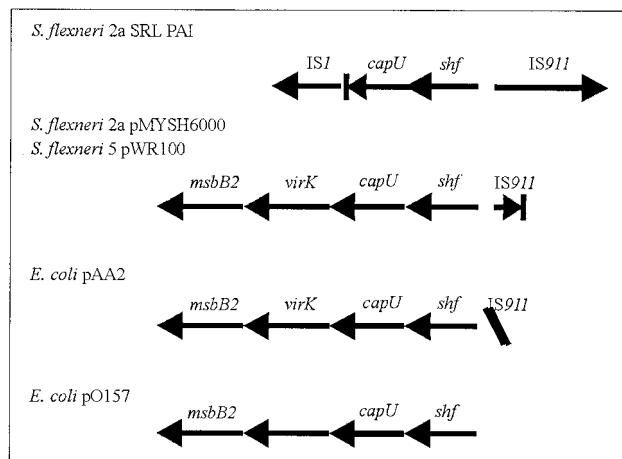 S. flexneri 2a SRL PAI
IS1 capU shf IS911
S. flexneri 2a pMYSH6000
S. flexneri 5 pWR100
msbB2 virK capU shf IS911
E. coli pAA2
msbB2 virK capU shf IS911
E. coli pO157
msbB2 capU shf